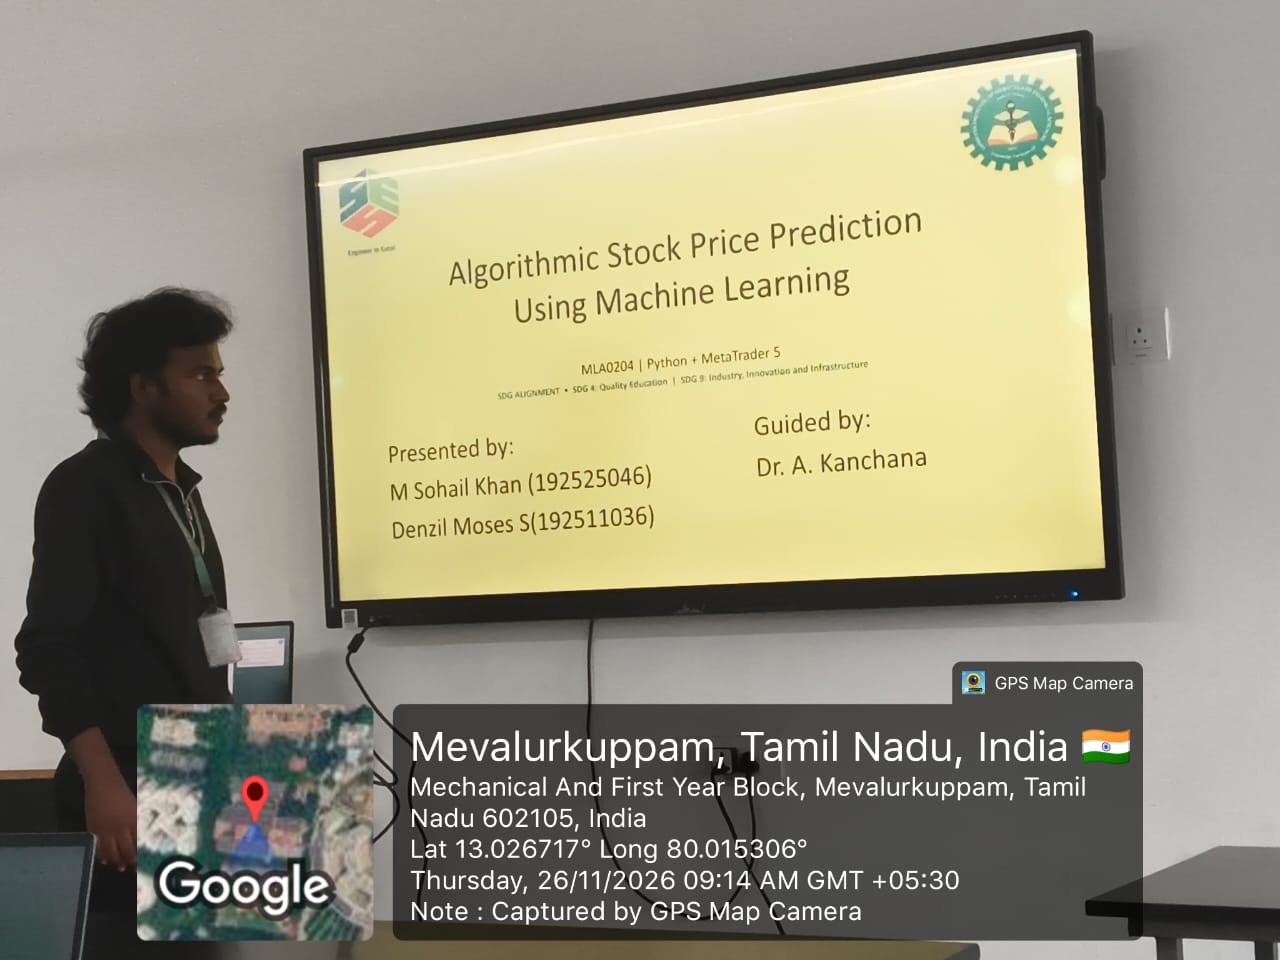 Engineer to Excel
Algorithmic Stock Price Prediction
Using Machine Learning
MLA0204 | Python + MetaTrader 5
SDG ALIGNMENT • SDG 4: Quality Education | SDG 9: Industry, Innovation and Infrastructure
Presented by:
M Sohail Khan (192525046)
Denzil Moses S(192511036)
Guided by:
Dr. A. Kanchana
GPS Map Camera
Google
Mevalurkuppam, Tamil Nadu, India
Mechanical And First Year Block, Mevalurkuppam, Tamil
Nadu 602105, India
Lat 13.026717° Long 80.015306°
Thursday, 26/11/2026 09:14 AM GMT +05:30
Note : Captured by GPS Map Camera